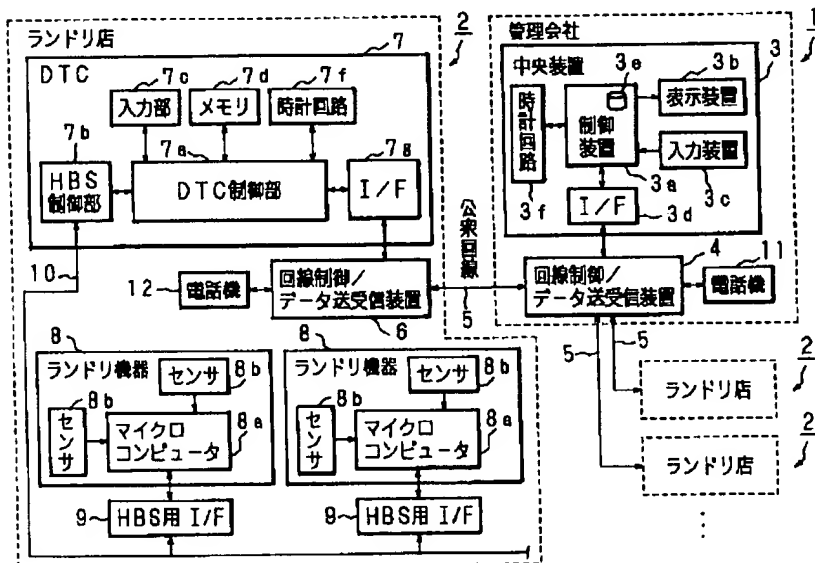 ランドリ店
2
7
DTC
7c
7d
7f
入力部
メモリ
時計回路
7b
7a
7g
HBS
制御部
DTC制御部
I/F
10
12
電話機
回線制御/
データ送受信装置
6
公衆回線
5
管理会社
1
3
中央装置
3e
3b
時計回路
制御
装置
表示装置
入力装置
3a
3c
3f
I/F
3d
4
11
回線制御/
データ送受信装置
電話機
5
5
2
ランドリ店
2
ランドリ店
8
ランドリ機器
センサ
8b
8b
センサ
マイクロ
コンピュータ
8a
9
HBS用 I/F
8
ランドリ機器
センサ
8b
8b
センサ
マイクロ
コンピュータ
8a
9
HBS用 I/F